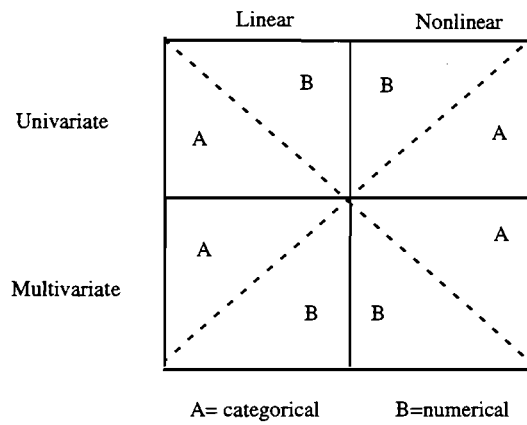 Linear Nonlinear
B B
Univariate
A A
A A
Multivariate
B B
A= categorical B=numerical